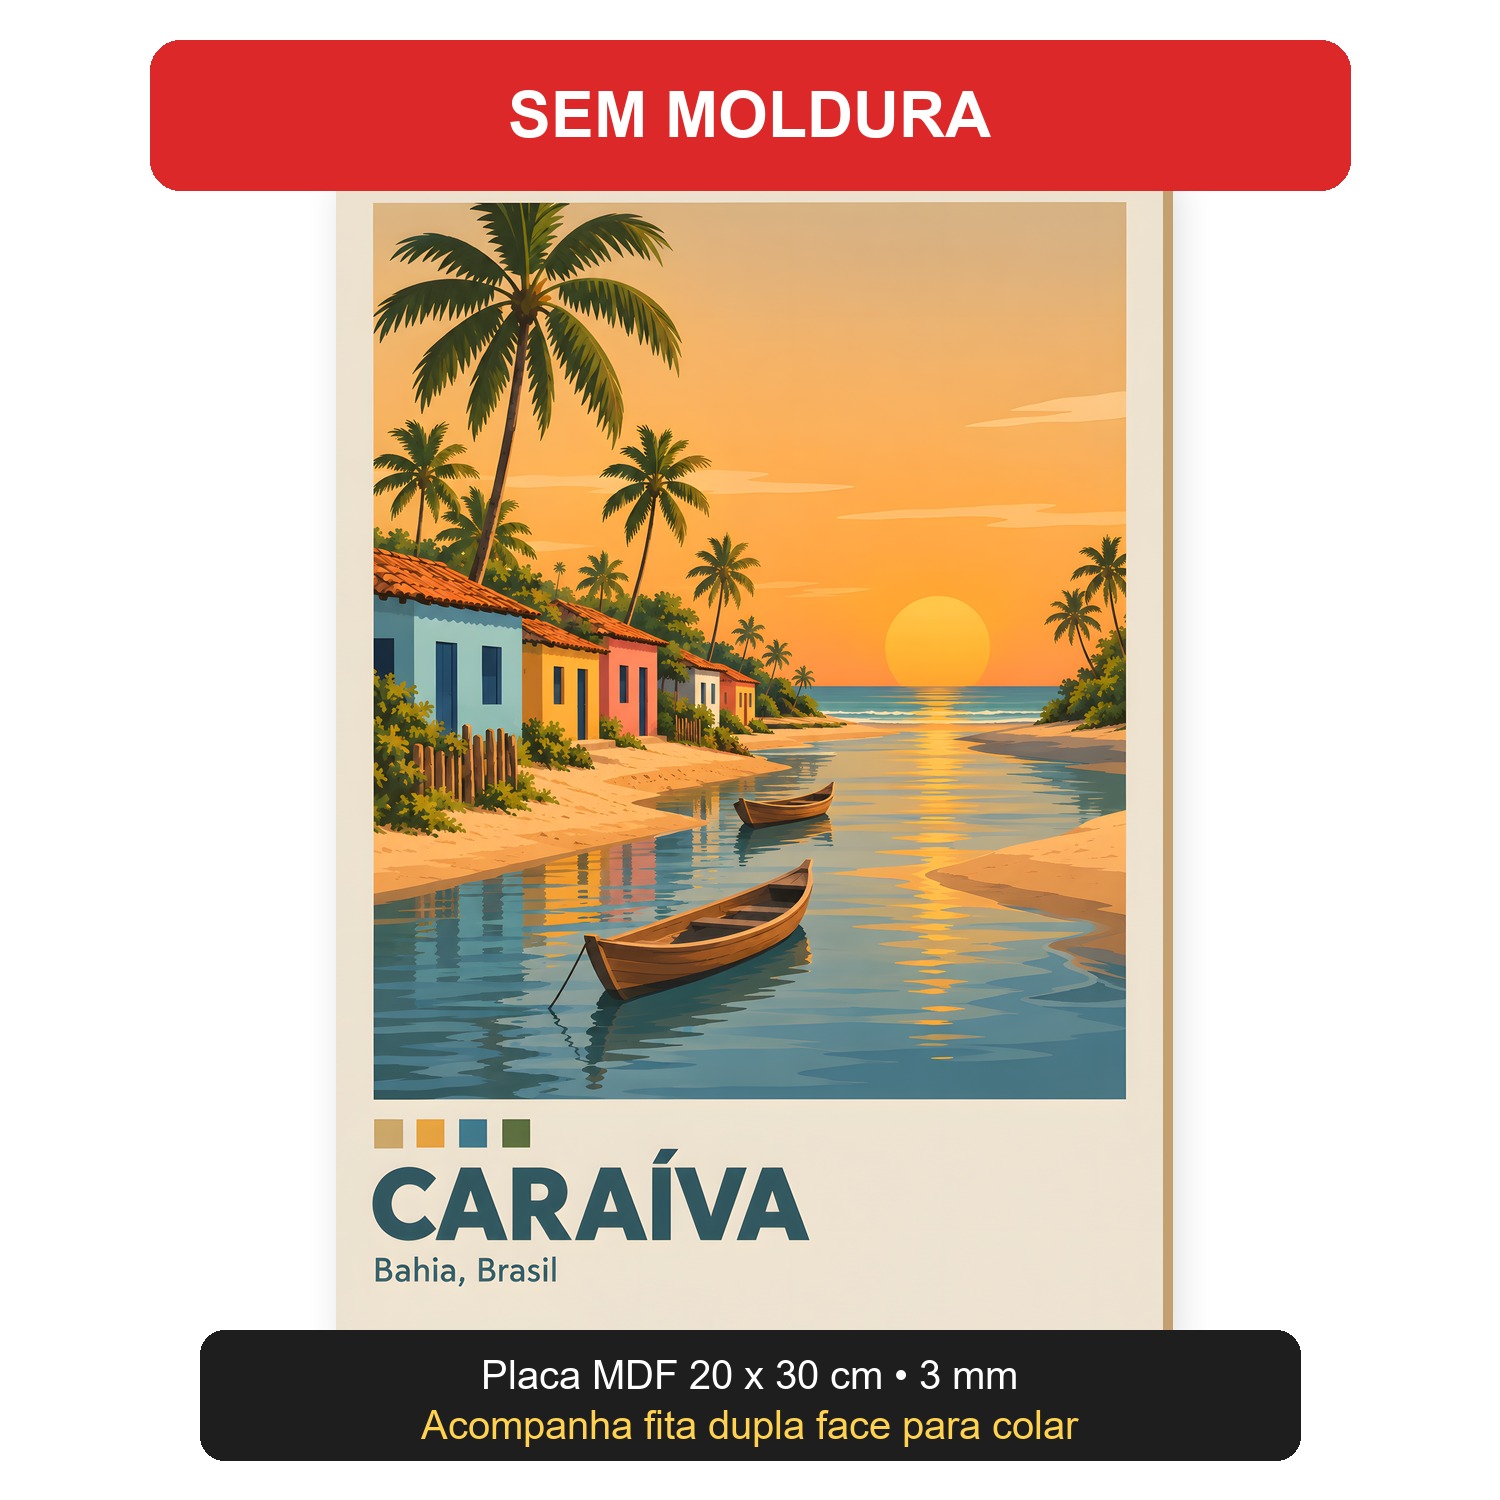 SEM MOLDURA
CARAÍVA
Bahia, Brasil
Placa MDF 20 x 30 cm • 3 mm
Acompanha fita dupla face para colar